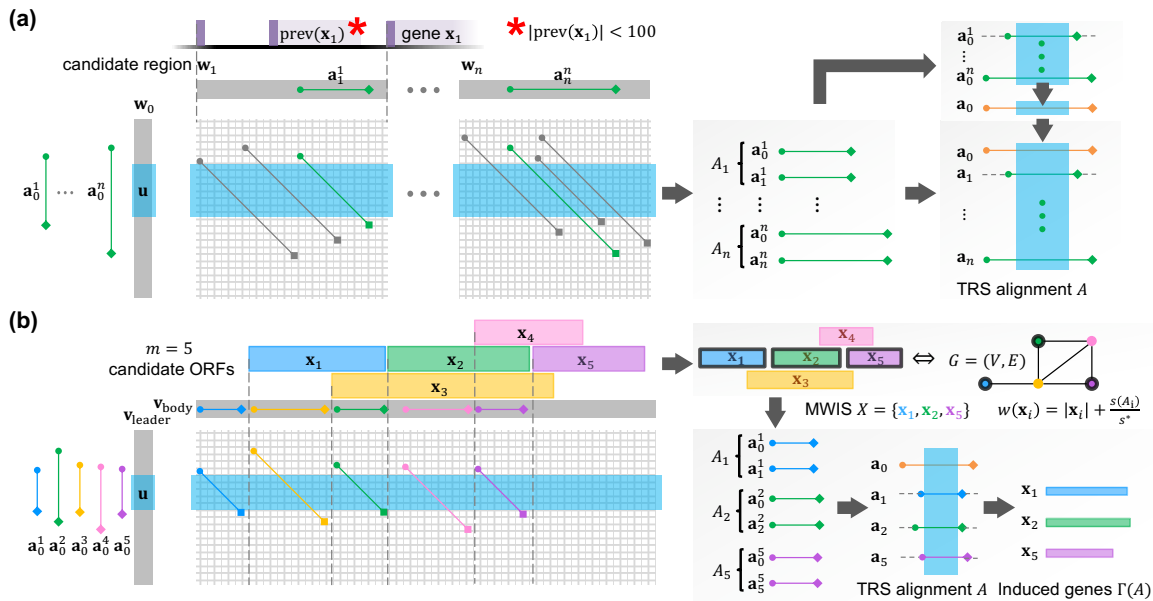 (a)
prev(𝐱₁) * gene 𝐱₁ * |prev(𝐱₁)| < 100
candidate region 𝐰₁ 𝐚₁¹ ⋯ 𝐰ₙ 𝐚ₙⁿ
𝐰₀
𝐚₀¹ ⋯ 𝐚₀ⁿ 𝐮
⋯
A₁ { 𝐚₀¹
𝐚₁¹
⋮ ⋮ ⋮
Aₙ { 𝐚₀ⁿ
𝐚ₙⁿ
𝐚₀¹
⋮
𝐚₀ⁿ
𝐚₀
𝐚₀
𝐚₁
⋮
𝐚ₙ
TRS alignment A
(b)
m = 5
candidate ORFs
𝐱₄
𝐱₁ 𝐱₂ 𝐱₅
𝐱₃
𝐯_body
𝐯_leader
𝐮
𝐚₀¹ 𝐚₀² 𝐚₀³ 𝐚₀⁴ 𝐚₀⁵
𝐱₄
𝐱₁ 𝐱₂ 𝐱₅ ⇔ G = (V, E)
𝐱₃
MWIS X = {𝐱₁, 𝐱₂, 𝐱₅} w(𝐱ᵢ) = |𝐱ᵢ| + s(Aᵢ)/s*
A₁ { 𝐚₀¹
𝐚₁¹
A₂ { 𝐚₀²
𝐚₂²
A₅ { 𝐚₀⁵
𝐚₅⁵
𝐚₀
𝐚₁
𝐚₂
𝐚₅
TRS alignment A
𝐱₁
𝐱₂
𝐱₅
Induced genes Γ(A)